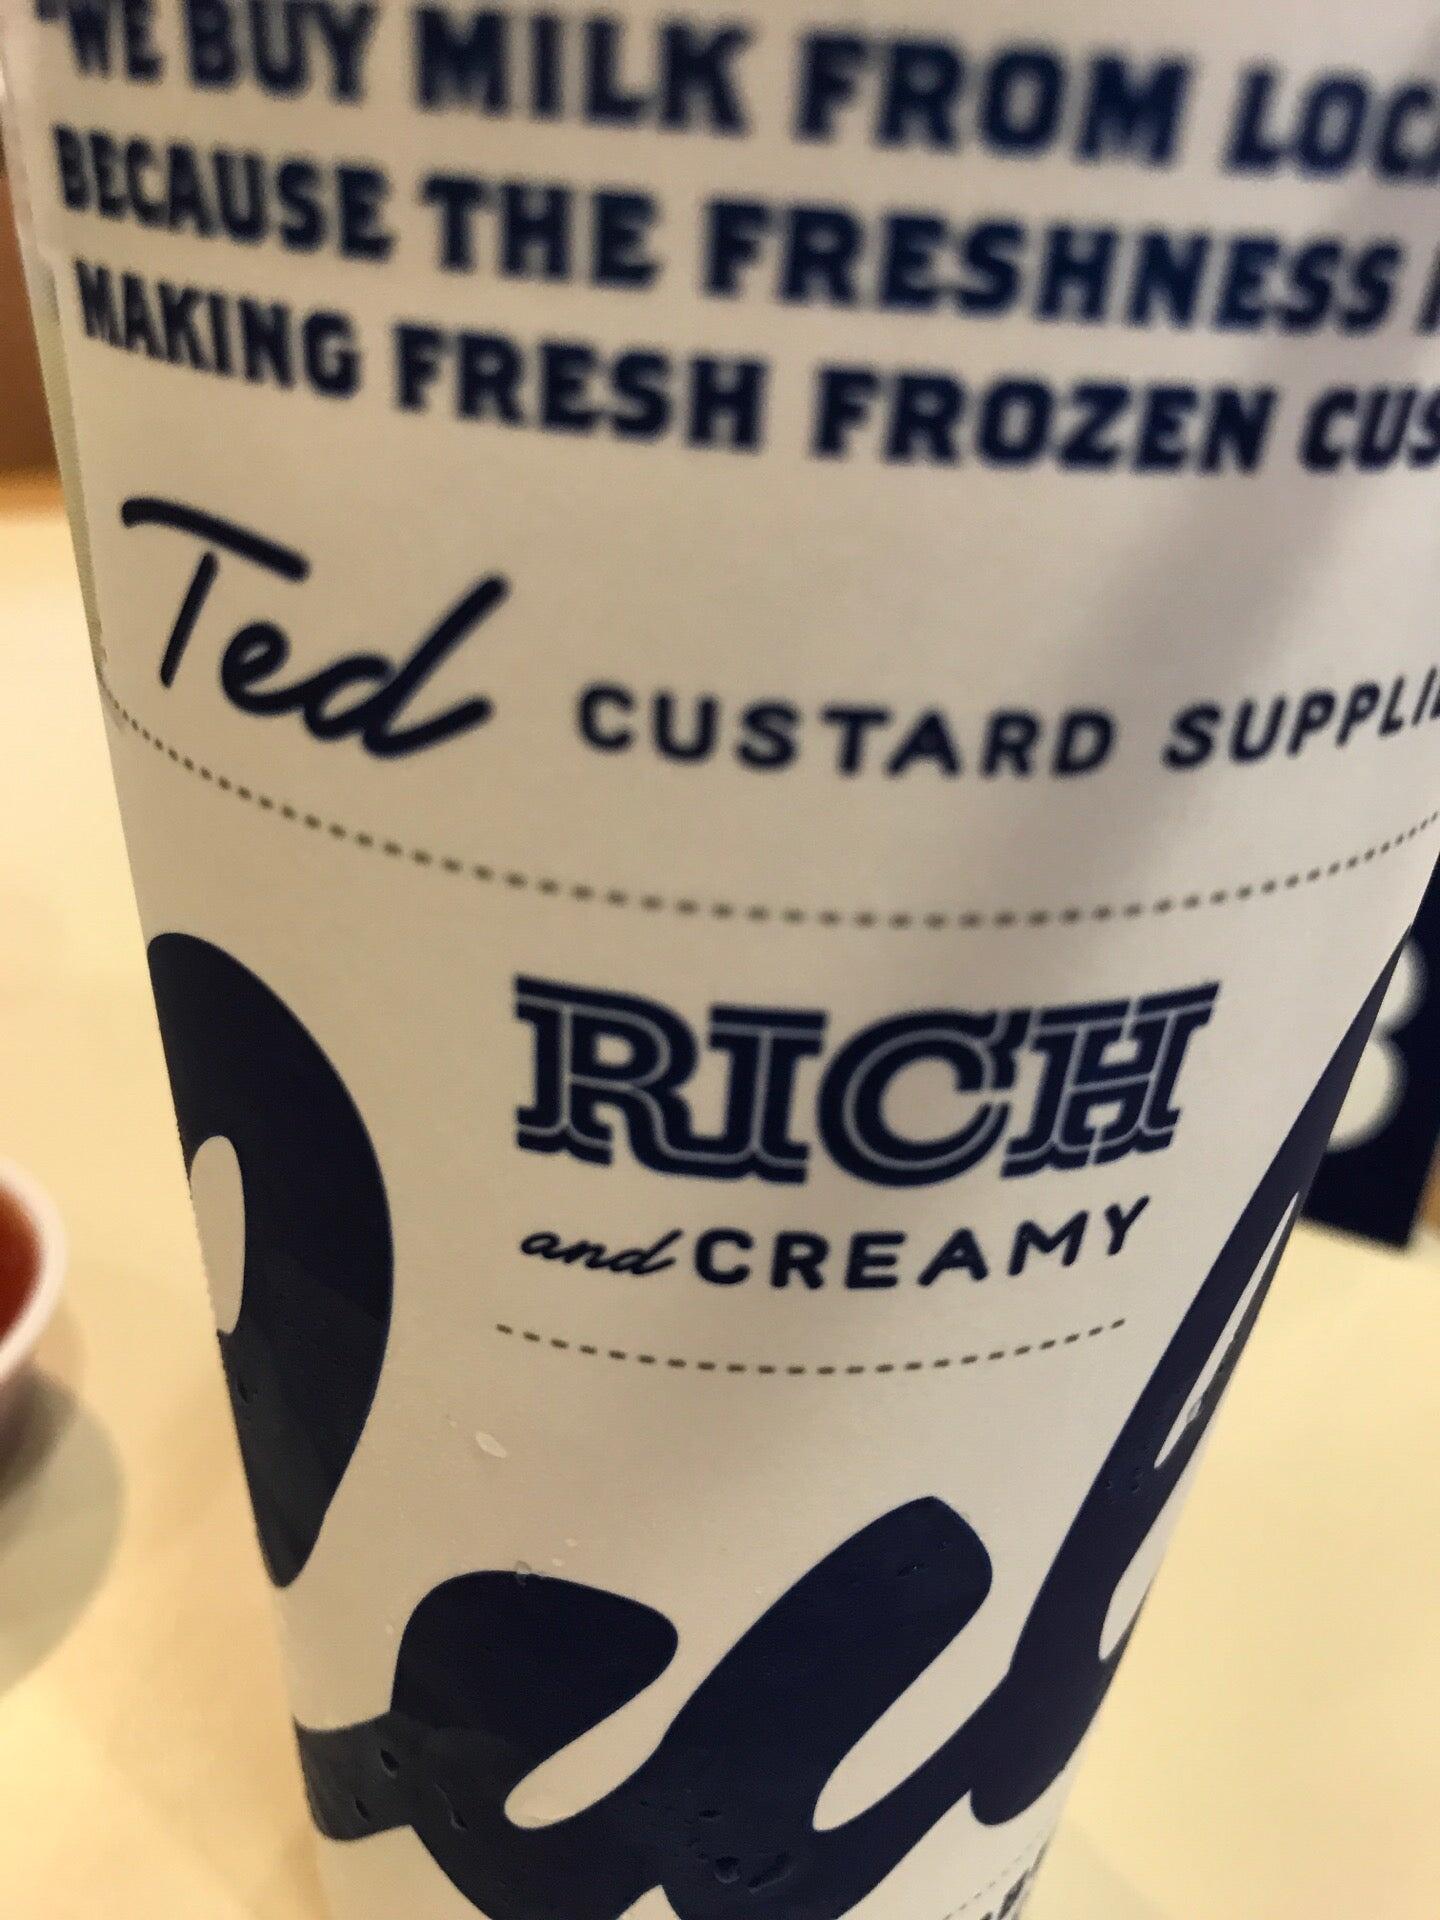 "WE BUY MILK FROM
BECAUSE THE FRESHNESS
MAKING FRESH FROZEN
Ted CUSTARD
RICH
and CREAMY